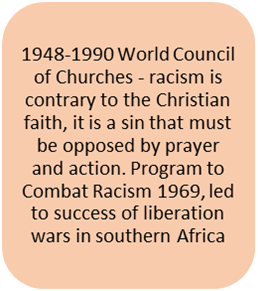 1948-1990 World Council
of Churches - racism is
contrary to the Christian
faith, it is a sin that must
be opposed by prayer
and action. Program to
Combat Racism 1969, led
to success of liberation
wars in southern Africa